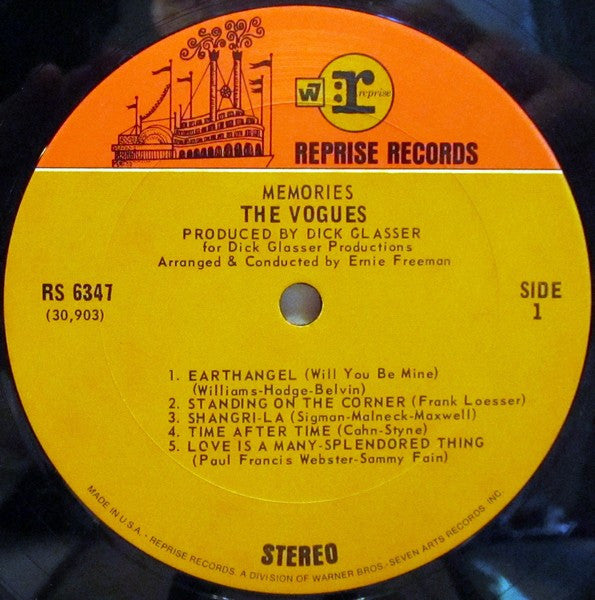 W7 r: reprise
REPRISE RECORDS
MEMORIES
THE VOGUES
PRODUCED BY DICK GLASSER
for Dick Glasser Productions
Arranged & Conducted by Ernie Freeman
RS 6347
(30,903)
SIDE
1
1. EARTHANGEL (Will You Be Mine)
(Williams-Hodge-Belvin)
2. STANDING ON THE CORNER (Frank Loesser)
3. SHANGRI-LA (Sigman-Malneck-Maxwell)
4. TIME AFTER TIME (Cahn-Styne)
5. LOVE IS A MANY-SPLENDORED THING
(Paul Francis Webster-Sammy Fain)
STEREO
MADE IN U.S.A. · REPRISE RECORDS, A DIVISION OF WARNER BROS.-SEVEN ARTS RECORDS, INC.